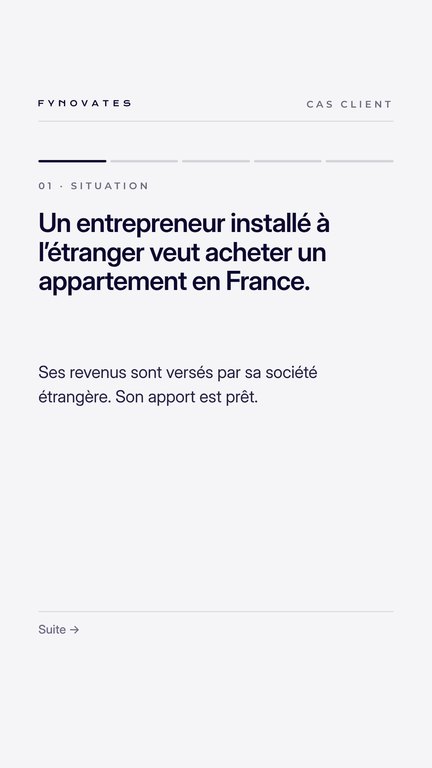 FYNOVATES
CAS CLIENT
01 · SITUATION
Un entrepreneur installé à
l’étranger veut acheter un
appartement en France.
Ses revenus sont versés par sa société
étrangère. Son apport est prêt.
Suite →